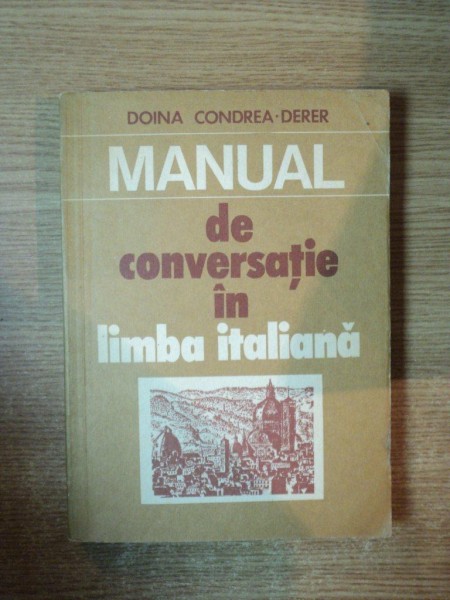 DOINA CONDREA-DERER
MANUAL
de
conversație
în
limba italiană